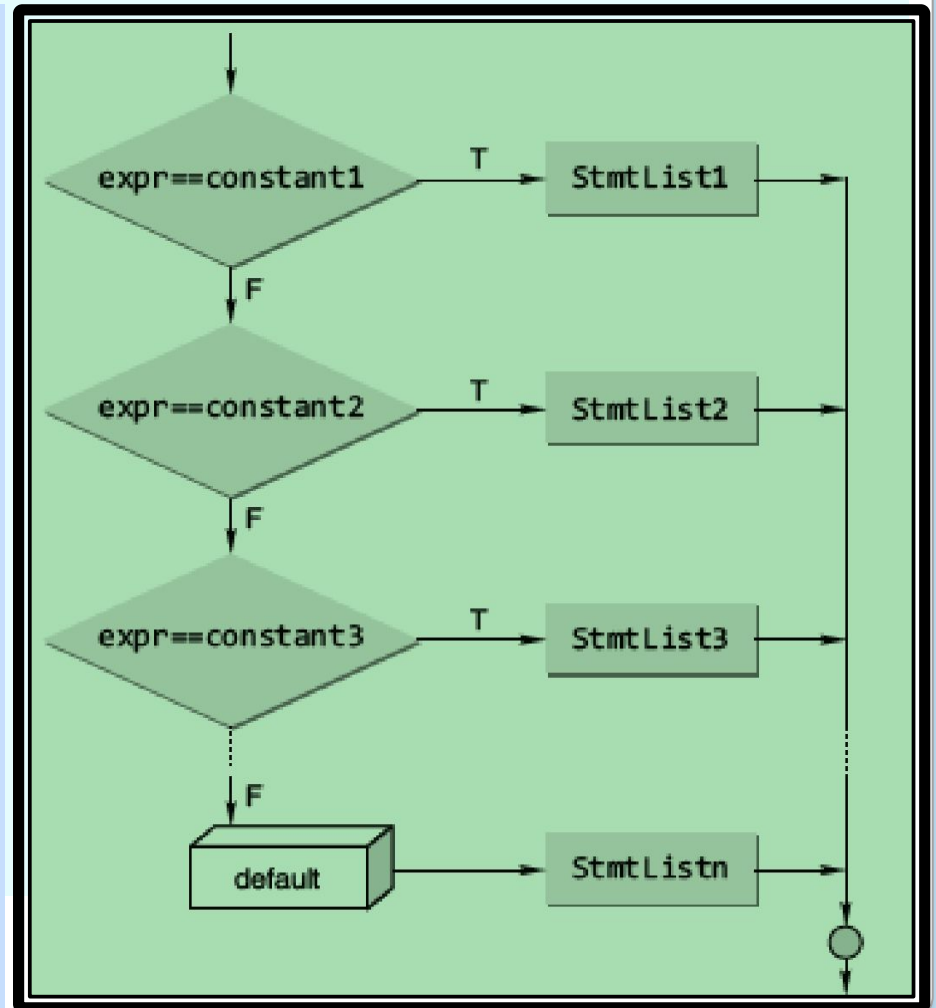 expr==constant1
T
StmtList1
F
expr==constant2
T
StmtList2
F
expr==constant3
T
StmtList3
F
default
StmtListn